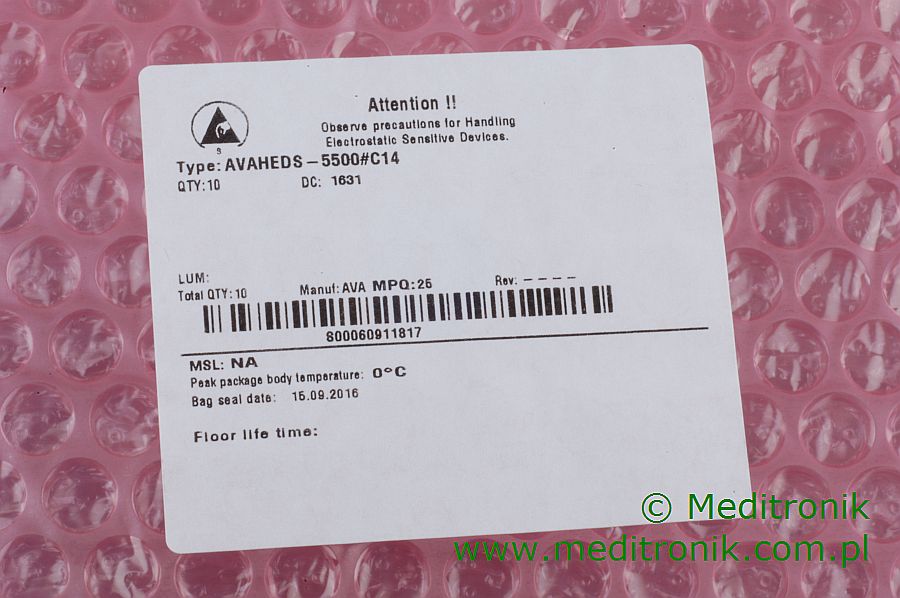 Attention !!
Observe precautions for Handling
Electrostatic Sensitive Devices.
S
Type: AVAHEDS-5500#C14
QTY:10 DC: 1631
LUM:
Total QTY:10 Manuf:AVA MPQ:25 Rev: ----
S00060911817
MSL: NA
Peak package body temperature: 0°C
Bag seal date: 15.09.2016
Floor life time:
© Meditronik
www.meditronik.com.pl